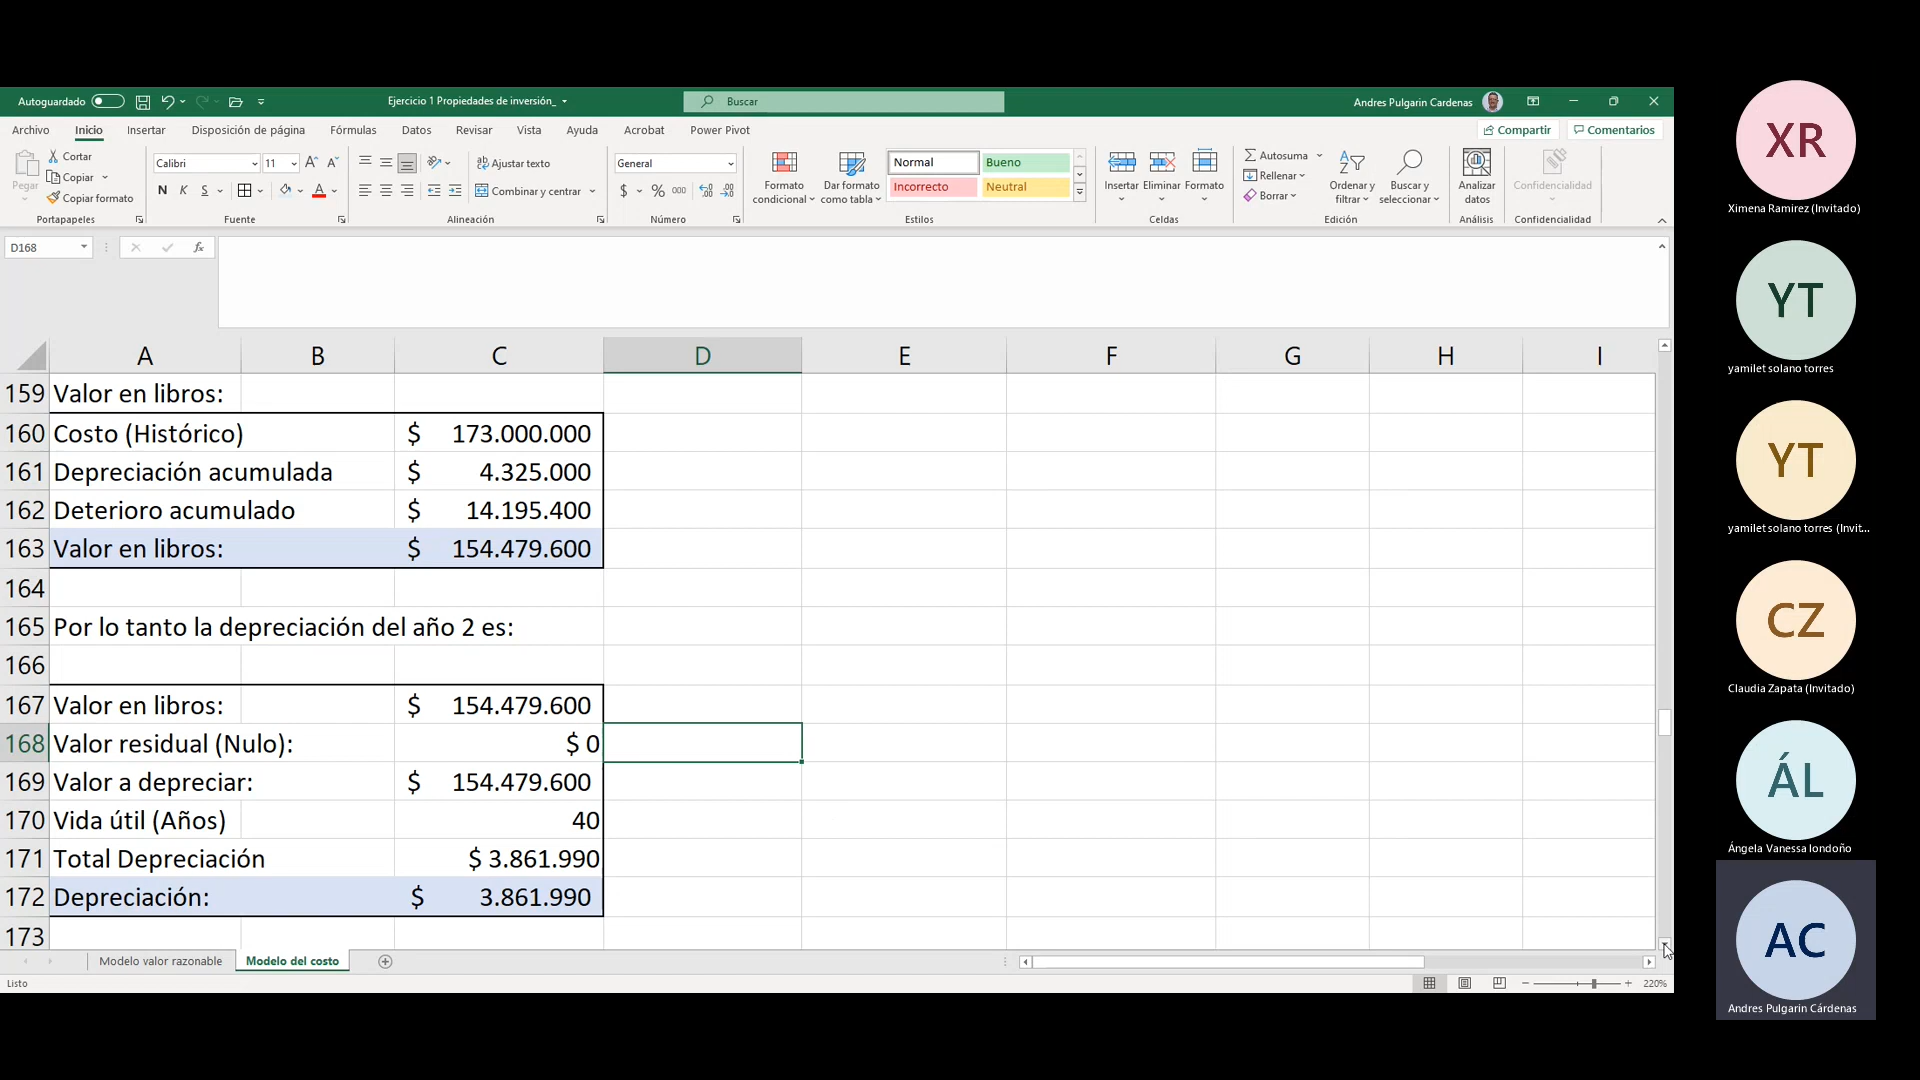 Autoguardado
Ejercicio 1 Propiedades de inversión_
Buscar
Andres Pulgarin Cardenas
Archivo Inicio Insertar Disposición de página Fórmulas Datos Revisar Vista Ayuda Acrobat Power Pivot
Compartir Comentarios
Pegar
Cortar
Copiar
Copiar formato
Portapapeles
Calibri 11
N K S
Fuente
Ajustar texto
Combinar y centrar
Alineación
General
$ % 000
Número
Formato condicional
Dar formato como tabla
Normal Bueno
Incorrecto Neutral
Estilos
Insertar Eliminar Formato
Celdas
Autosuma
Rellenar
Borrar
Ordenar y filtrar
Buscar y seleccionar
Edición
Analizar datos
Análisis
Confidencialidad
Confidencialidad
D168
fx
A B C D E F G H I
159 Valor en libros:
160 Costo (Histórico) $ 173.000.000
161 Depreciación acumulada $ 4.325.000
162 Deterioro acumulado $ 14.195.400
163 Valor en libros: $ 154.479.600
164
165 Por lo tanto la depreciación del año 2 es:
166
167 Valor en libros: $ 154.479.600
168 Valor residual (Nulo): $ 0
169 Valor a depreciar: $ 154.479.600
170 Vida útil (Años) 40
171 Total Depreciación $ 3.861.990
172 Depreciación: $ 3.861.990
173
Modelo valor razonable Modelo del costo
Listo
220%
XR
Ximena Ramirez (Invitado)
YT
yamilet solano torres
YT
yamilet solano torres (Invit...
CZ
Claudia Zapata (Invitado)
ÁL
Ángela Vanessa londoño
AC
Andres Pulgarin Cárdenas